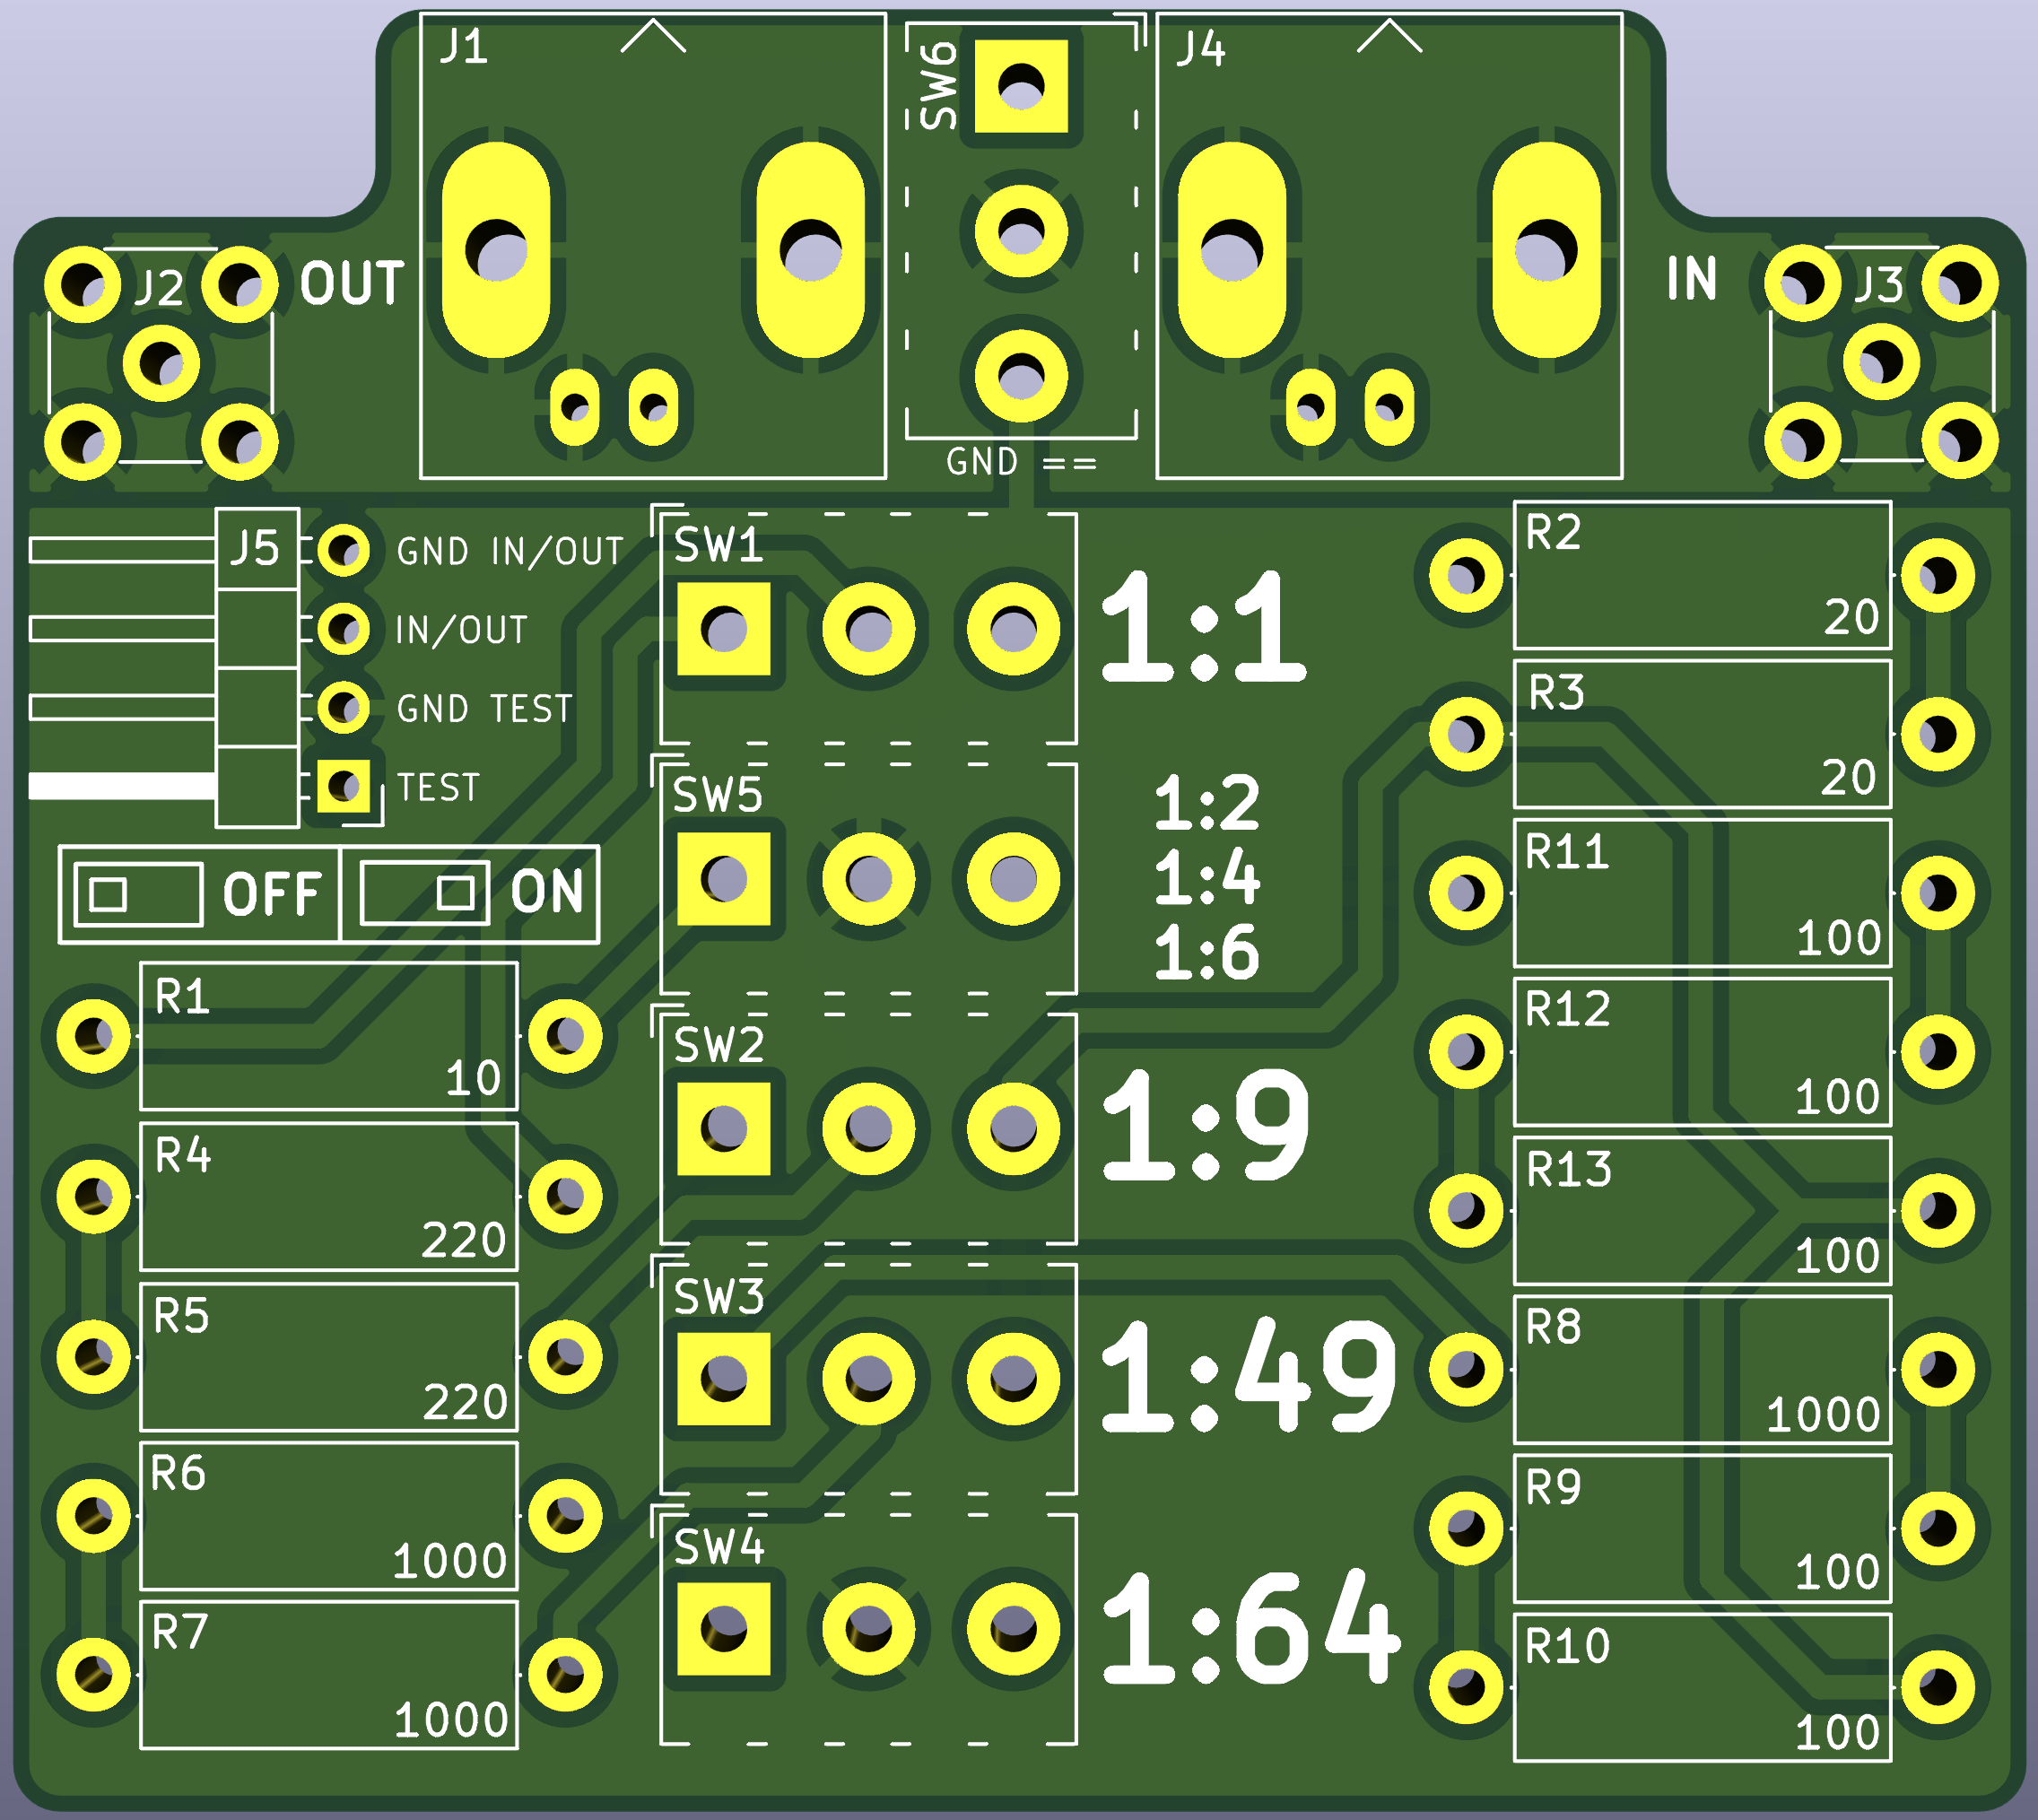 J1
SW6
J4
J2
OUT
IN
J3
GND ==
J5
GND IN/OUT
IN/OUT
GND TEST
TEST
OFF
ON
SW1
1:1
SW5
1:2
1:4
1:6
SW2
1:9
SW3
1:49
SW4
1:64
R1
10
R4
220
R5
220
R6
1000
R7
1000
R2
20
R3
20
R11
100
R12
100
R13
100
R8
1000
R9
100
R10
100